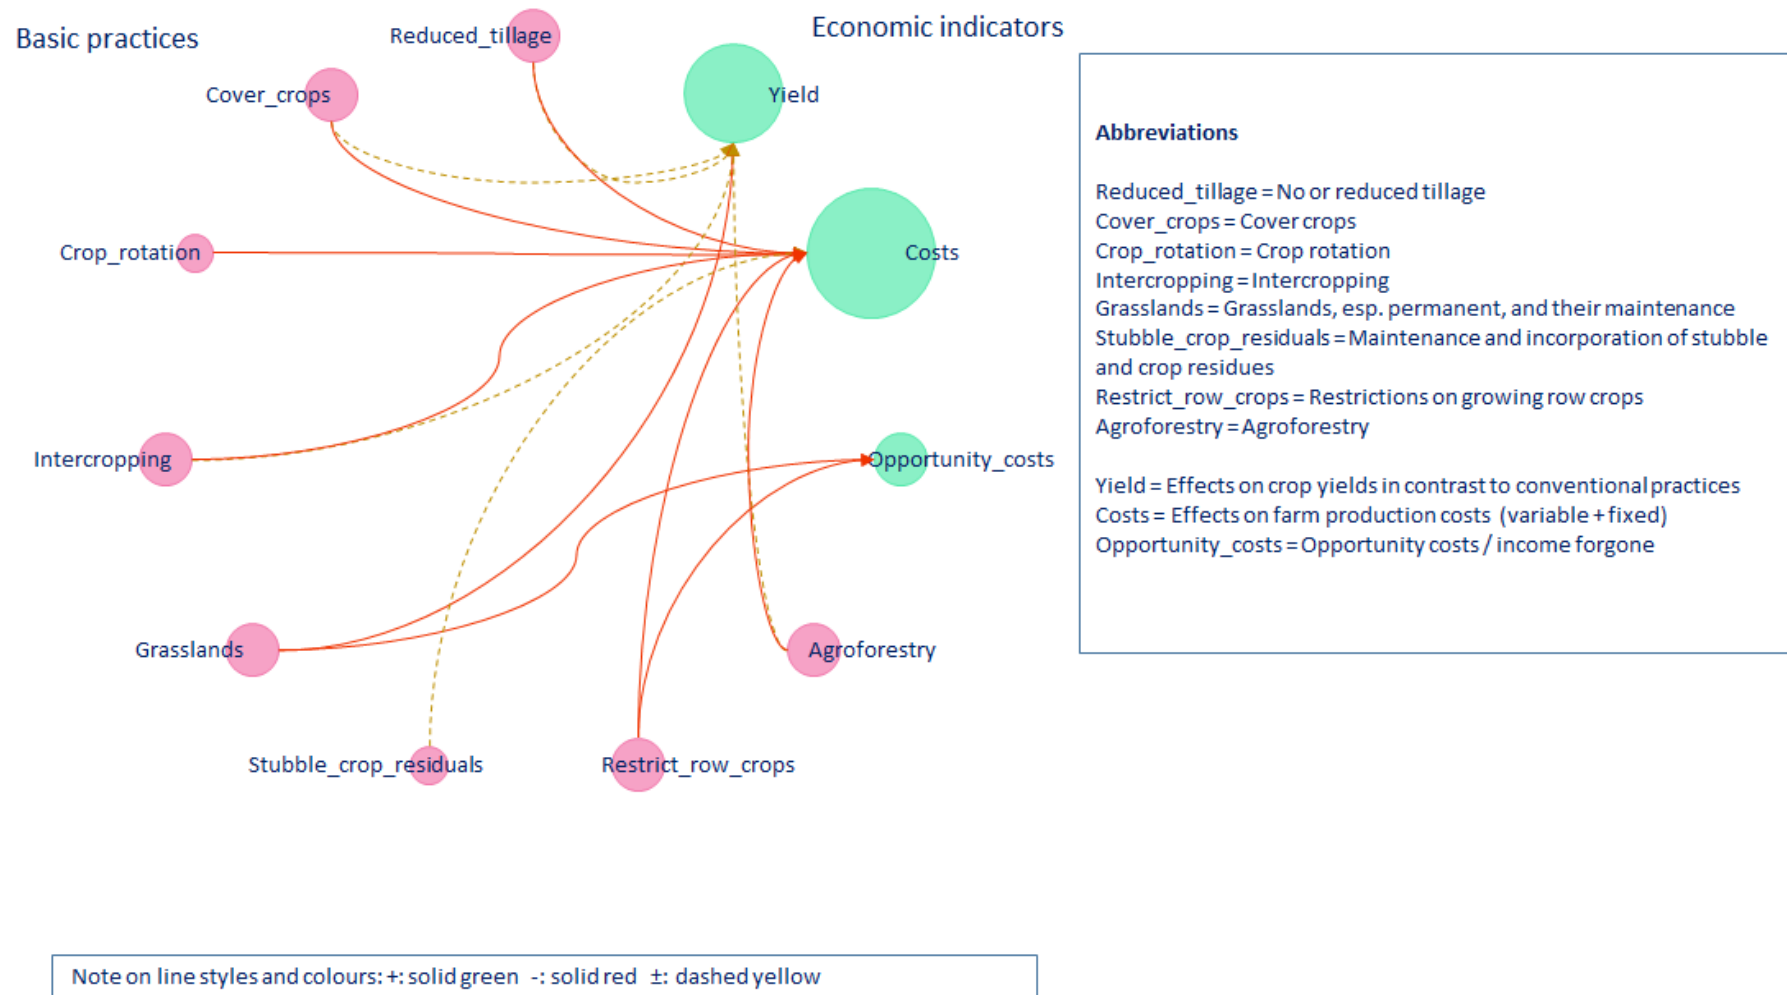 Basic practices
Reduced_tillage
Economic indicators
Cover_crops
Yield
Crop_rotation
Costs
Intercropping
Opportunity_costs
Grasslands
Agroforestry
Stubble_crop_residuals
Restrict_row_crops
Abbreviations
Reduced_tillage = No or reduced tillage
Cover_crops = Cover crops
Crop_rotation = Crop rotation
Intercropping = Intercropping
Grasslands = Grasslands, esp. permanent, and their maintenance
Stubble_crop_residuals = Maintenance and incorporation of stubble
and crop residues
Restrict_row_crops = Restrictions on growing row crops
Agroforestry = Agroforestry
Yield = Effects on crop yields in contrast to conventional practices
Costs = Effects on farm production costs (variable + fixed)
Opportunity_costs = Opportunity costs / income forgone
Note on line styles and colours: +: solid green -: solid red ±: dashed yellow